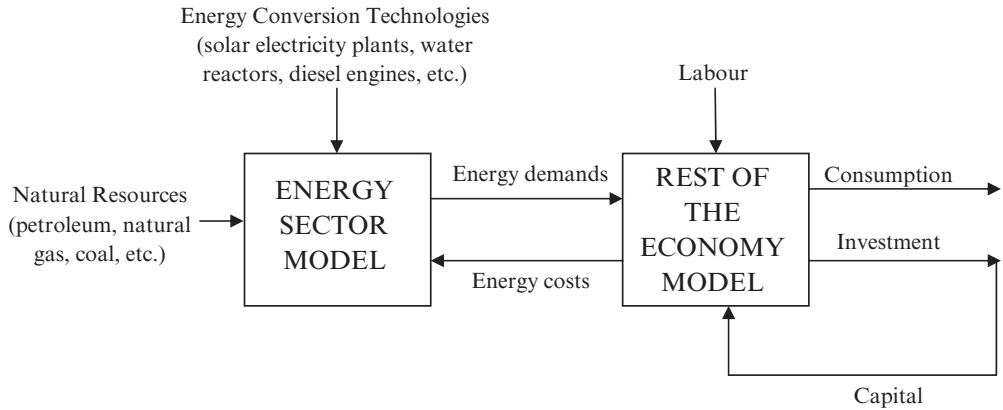 Energy Conversion Technologies
(solar electricity plants, water
reactors, diesel engines, etc.)
Labour
Natural Resources
(petroleum, natural
gas, coal, etc.)
ENERGY
SECTOR
MODEL
Energy demands
Energy costs
REST OF
THE
ECONOMY
MODEL
Consumption
Investment
Capital